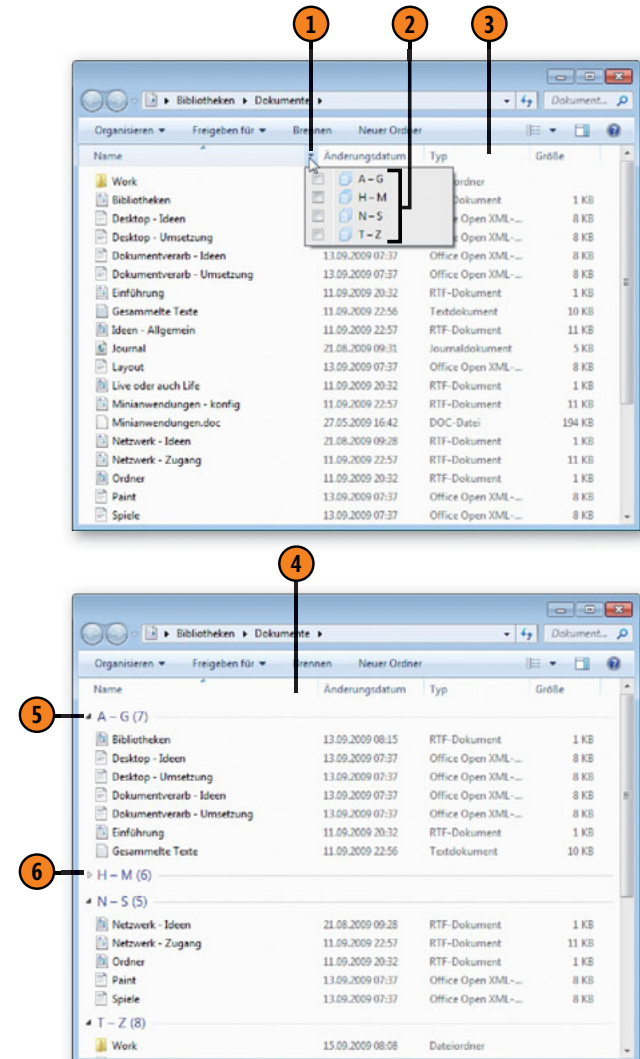 1 2 3
Bibliotheken Dokumente Dokument...
Organisieren Freigeben für Brennen Neuer Ordner
Name Änderungsdatum Typ Größe
Work
A – G
H – M
N – S
T – Z
Bibliotheken 1 KB
Desktop - Ideen Open XML-... 8 KB
Desktop - Umsetzung Open XML-... 8 KB
Dokumentverarb - Ideen 13.09.2009 07:37 Office Open XML-... 8 KB
Dokumentverarb - Umsetzung 13.09.2009 07:37 Office Open XML-... 8 KB
Einführung 11.09.2009 20:32 RTF-Dokument 1 KB
Gesammelte Texte 11.09.2009 22:56 Textdokument 10 KB
Ideen - Allgemein 11.09.2009 22:57 RTF-Dokument 11 KB
Journal 21.08.2009 09:31 Journaldokument 5 KB
Layout 13.09.2009 07:37 Office Open XML-... 8 KB
Live oder auch Life 11.09.2009 20:32 RTF-Dokument 1 KB
Minianwendungen - konfig 11.09.2009 22:57 RTF-Dokument 11 KB
Minianwendungen.doc 27.05.2009 16:42 DOC-Datei 194 KB
Netzwerk - Ideen 21.08.2009 09:28 RTF-Dokument 1 KB
Netzwerk - Zugang 11.09.2009 22:57 RTF-Dokument 11 KB
Ordner 11.09.2009 20:32 RTF-Dokument 1 KB
Paint 13.09.2009 07:37 Office Open XML-... 8 KB
Spiele 13.09.2009 07:37 Office Open XML-... 8 KB
4
Bibliotheken Dokumente Dokument...
Organisieren Freigeben für Brennen Neuer Ordner
Name Änderungsdatum Typ Größe
5 A – G (7)
Bibliotheken 13.09.2009 08:15 RTF-Dokument 1 KB
Desktop - Ideen 13.09.2009 07:37 Office Open XML-... 8 KB
Desktop - Umsetzung 13.09.2009 07:37 Office Open XML-... 8 KB
Dokumentverarb - Ideen 13.09.2009 07:37 Office Open XML-... 8 KB
Dokumentverarb - Umsetzung 13.09.2009 07:37 Office Open XML-... 8 KB
Einführung 11.09.2009 20:32 RTF-Dokument 1 KB
Gesammelte Texte 11.09.2009 22:56 Textdokument 10 KB
6 H – M (6)
N – S (5)
Netzwerk - Ideen 21.08.2009 09:28 RTF-Dokument 1 KB
Netzwerk - Zugang 11.09.2009 22:57 RTF-Dokument 11 KB
Ordner 11.09.2009 20:32 RTF-Dokument 1 KB
Paint 13.09.2009 07:37 Office Open XML-... 8 KB
Spiele 13.09.2009 07:37 Office Open XML-... 8 KB
T – Z (8)
Work 15.09.2009 08:08 Dateiordner